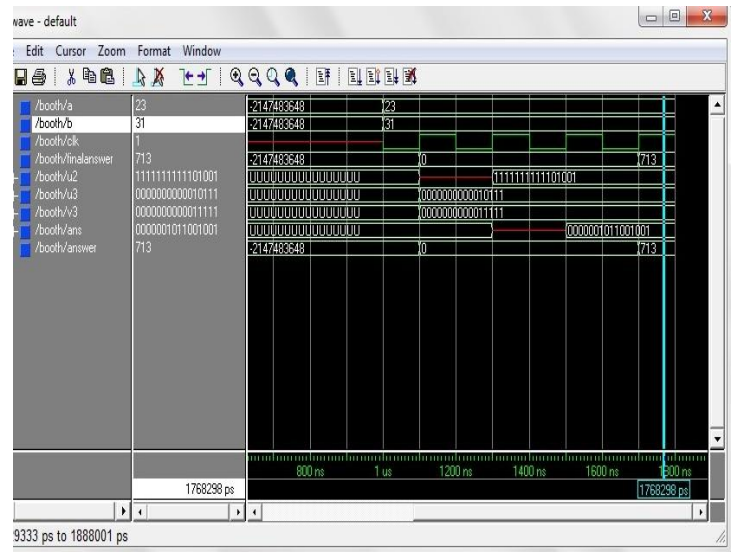 wave - default
Edit Cursor Zoom Format Window
/booth/a 23 -2147483648 23
/booth/b 31 -2147483648 31
/booth/clk 1
/booth/finalanswer 713 -2147483648 0 713
/booth/u2 1111111111101001 UUUUUUUUUUUUUUUU 1111111111101001
/booth/u3 0000000000010111 UUUUUUUUUUUUUUUU 0000000000010111
/booth/v3 0000000000011111 UUUUUUUUUUUUUUUU 0000000000011111
/booth/ans 0000001011001001 UUUUUUUUUUUUUUUU 0000001011001001
/booth/answer 713 -2147483648 0 713
800 ns 1 us 1200 ns 1400 ns 1600 ns 1800 ns
1768298 ps 1768298 ps
9333 ps to 1888001 ps